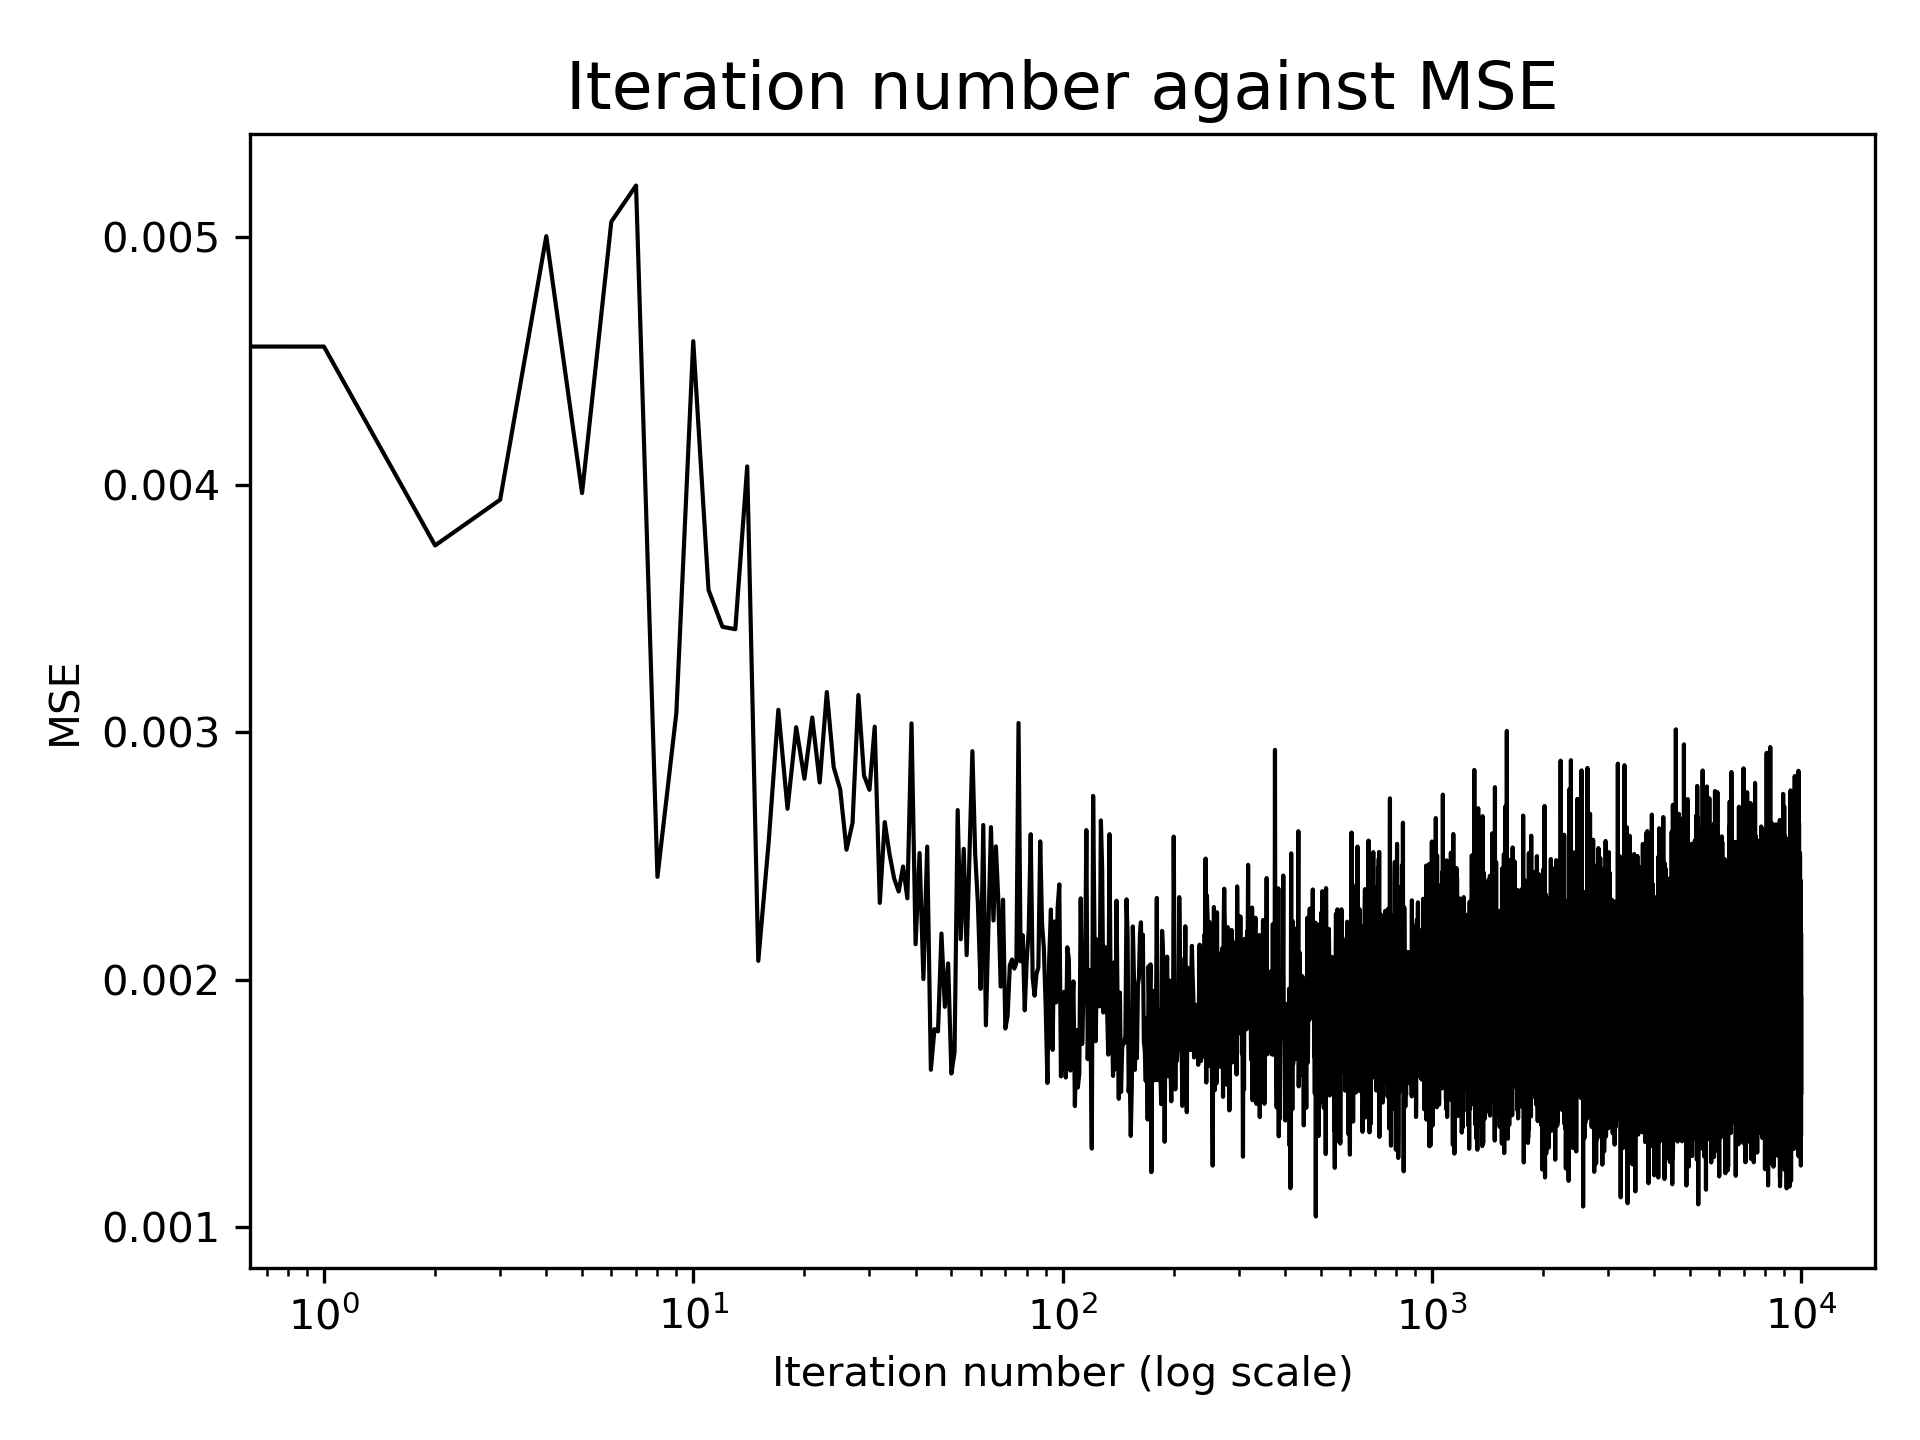 Iteration number against MSE
MSE
0.005
0.004
0.003
0.002
0.001
10⁰ 10¹ 10² 10³ 10⁴
Iteration number (log scale)